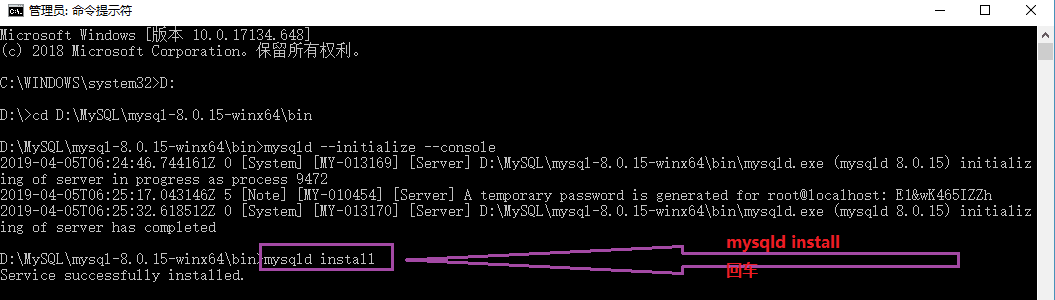 管理员: 命令提示符
Microsoft Windows [版本 10.0.17134.648]
(c) 2018 Microsoft Corporation。保留所有权利。
C:\WINDOWS\system32>D:
D:\>cd D:\MySQL\mysql-8.0.15-winx64\bin
D:\MySQL\mysql-8.0.15-winx64\bin>mysqld --initialize --console
2019-04-05T06:24:46.744161Z 0 [System] [MY-013169] [Server] D:\MySQL\mysql-8.0.15-winx64\bin\mysqld.exe (mysqld 8.0.15) initializ
ing of server in progress as process 9472
2019-04-05T06:25:17.043146Z 5 [Note] [MY-010454] [Server] A temporary password is generated for root@localhost: E1&wK465IZZh
2019-04-05T06:25:32.618512Z 0 [System] [MY-013170] [Server] D:\MySQL\mysql-8.0.15-winx64\bin\mysqld.exe (mysqld 8.0.15) initializ
ing of server has completed
D:\MySQL\mysql-8.0.15-winx64\bin>mysqld install
Service successfully installed.
mysqld install
回车